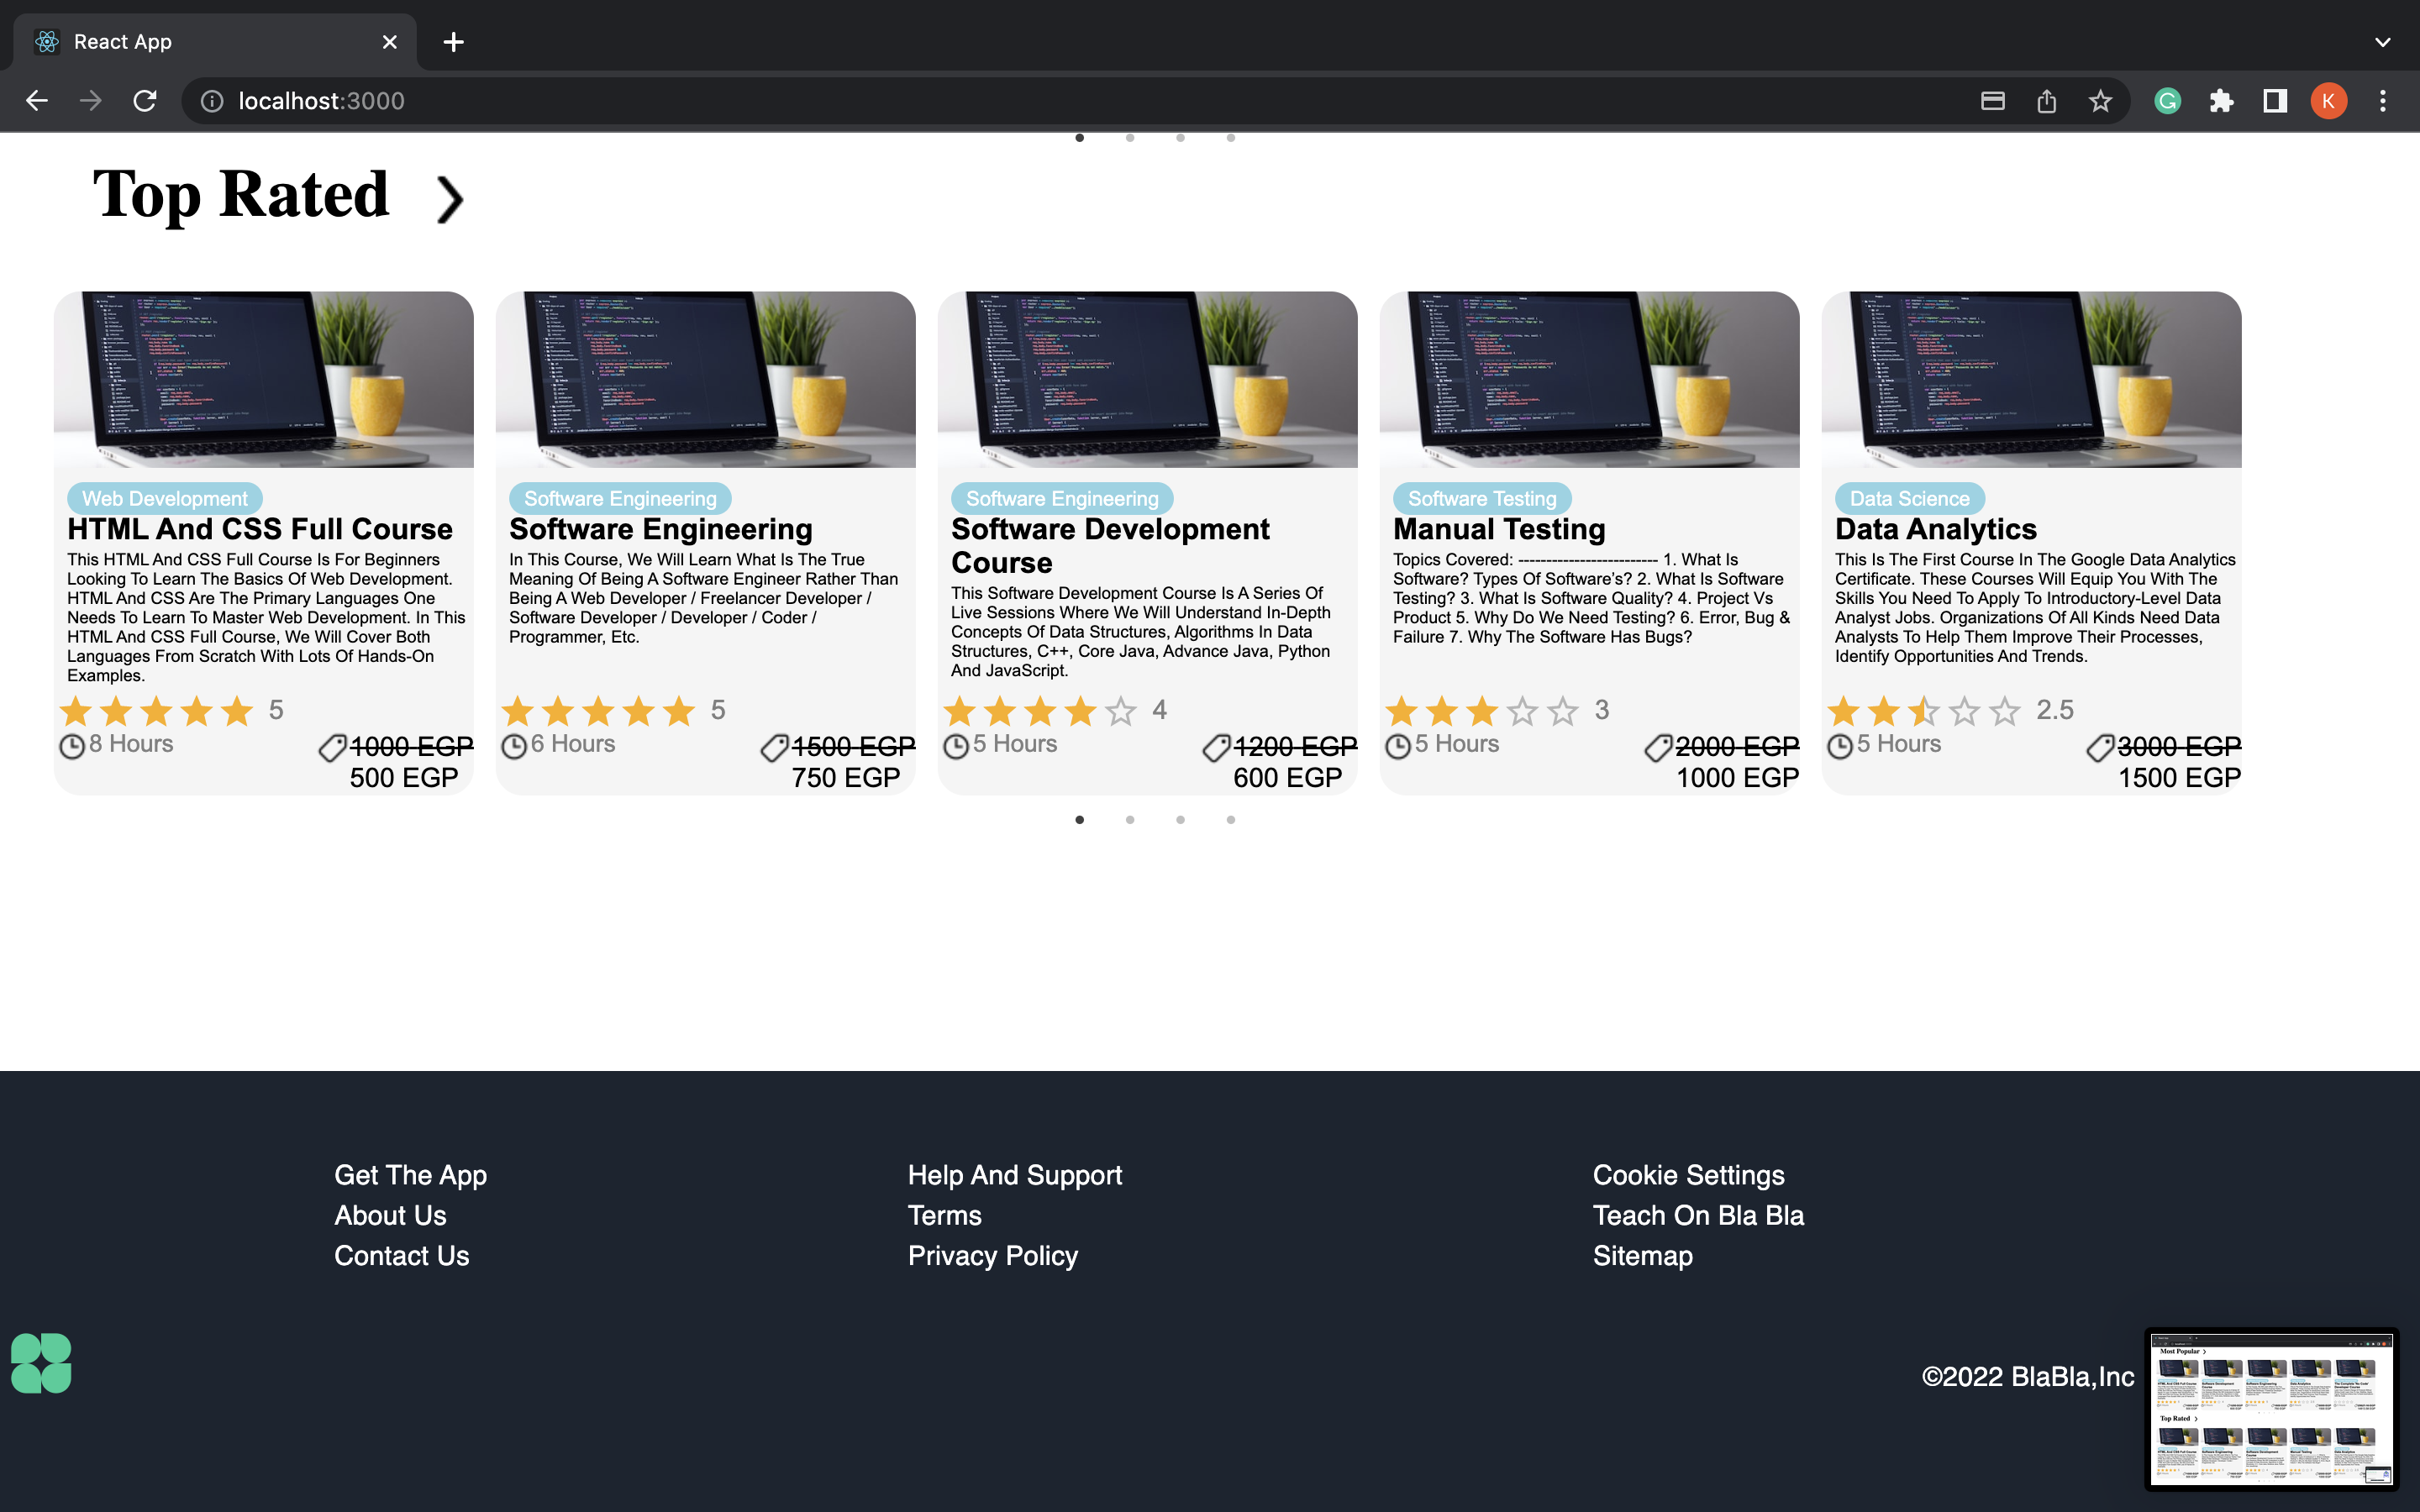 React App
localhost:3000
K
Top Rated
Web Development
HTML And CSS Full Course
This HTML And CSS Full Course Is For Beginners
Looking To Learn The Basics Of Web Development.
HTML And CSS Are The Primary Languages One
Needs To Learn To Master Web Development. In This
HTML And CSS Full Course, We Will Cover Both
Languages From Scratch With Lots Of Hands-On
Examples.
5
8 Hours
1000 EGP
500 EGP
Software Engineering
Software Engineering
In This Course, We Will Learn What Is The True
Meaning Of Being A Software Engineer Rather Than
Being A Web Developer / Freelancer Developer /
Software Developer / Developer / Coder /
Programmer, Etc.
5
6 Hours
1500 EGP
750 EGP
Software Engineering
Software Development
Course
This Software Development Course Is A Series Of
Live Sessions Where We Will Understand In-Depth
Concepts Of Data Structures, Algorithms In Data
Structures, C++, Core Java, Advance Java, Python
And JavaScript.
4
5 Hours
1200 EGP
600 EGP
Software Testing
Manual Testing
Topics Covered: ------------------------- 1. What Is
Software? Types Of Software's? 2. What Is Software
Testing? 3. What Is Software Quality? 4. Project Vs
Product 5. Why Do We Need Testing? 6. Error, Bug &
Failure 7. Why The Software Has Bugs?
3
5 Hours
2000 EGP
1000 EGP
Data Science
Data Analytics
This Is The First Course In The Google Data Analytics
Certificate. These Courses Will Equip You With The
Skills You Need To Apply To Introductory-Level Data
Analyst Jobs. Organizations Of All Kinds Need Data
Analysts To Help Them Improve Their Processes,
Identify Opportunities And Trends.
2.5
5 Hours
3000 EGP
1500 EGP
Get The App
About Us
Contact Us
Help And Support
Terms
Privacy Policy
Cookie Settings
Teach On Bla Bla
Sitemap
©2022 BlaBla,Inc
Most Popular
Top Rated